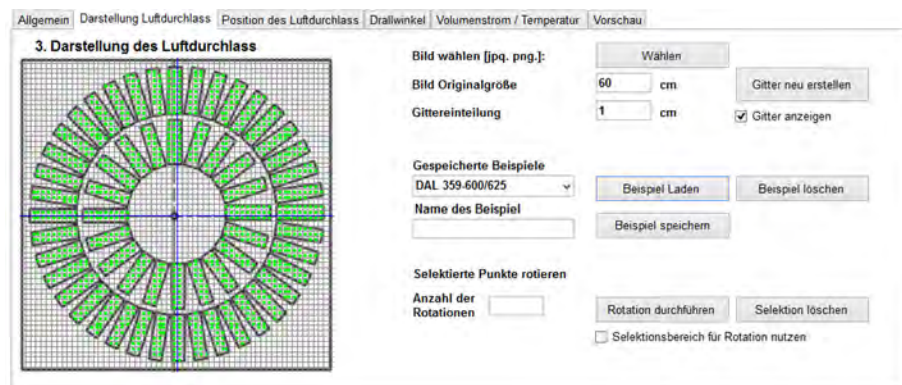 Allgemein Darstellung Luftdurchlass Position des Luftdurchlass Drallwinkel Volumenstrom / Temperatur Vorschau
3. Darstellung des Luftdurchlass
Bild wählen [jpq. png.]: Wählen
Bild Originalgröße 60 cm Gitter neu erstellen
Gittereinteilung 1 cm Gitter anzeigen
Gespeicherte Beispiele
DAL 359-600/625 Beispiel Laden Beispiel löschen
Name des Beispiel
Beispiel speichern
Selektierte Punkte rotieren
Anzahl der
Rotationen Rotation durchführen Selektion löschen
Selektionsbereich für Rotation nutzen